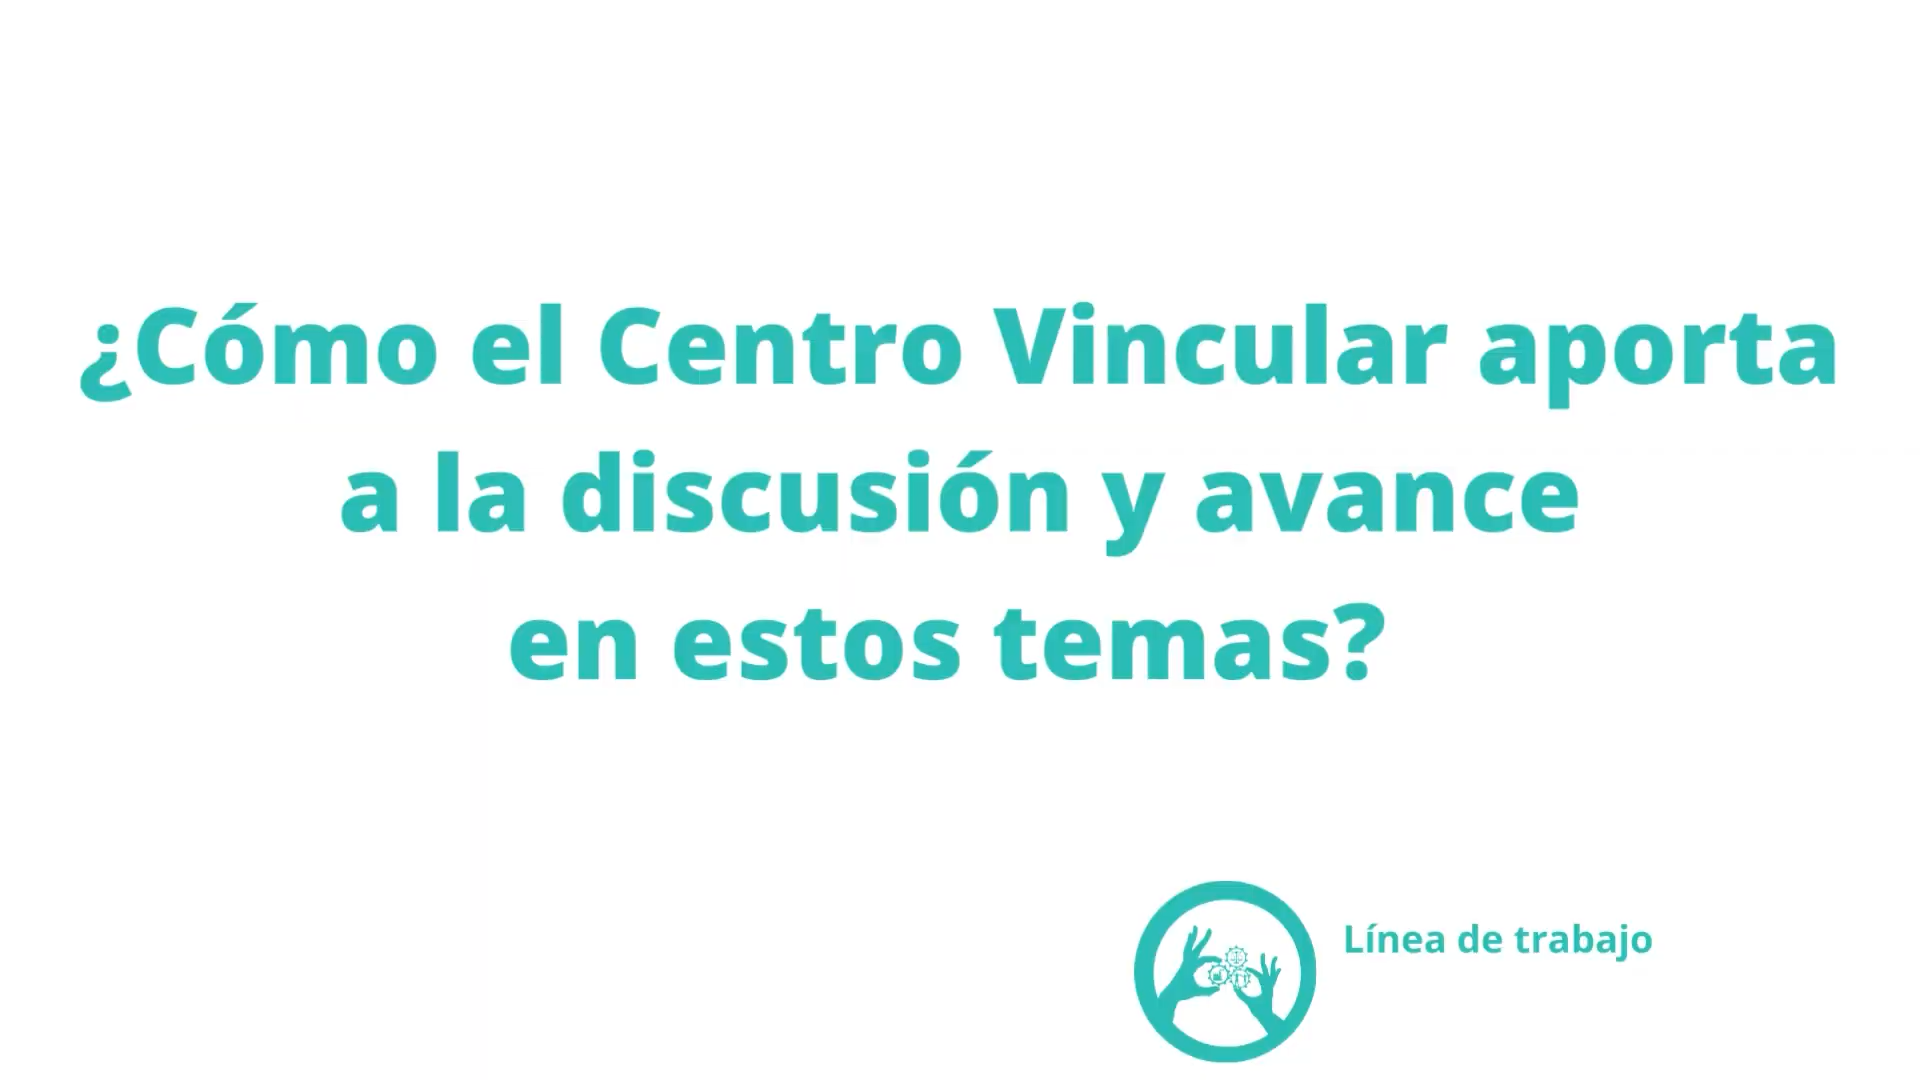 ¿Cómo el Centro Vincular aporta
a la discusión y avance
en estos temas?
Línea de trabajo